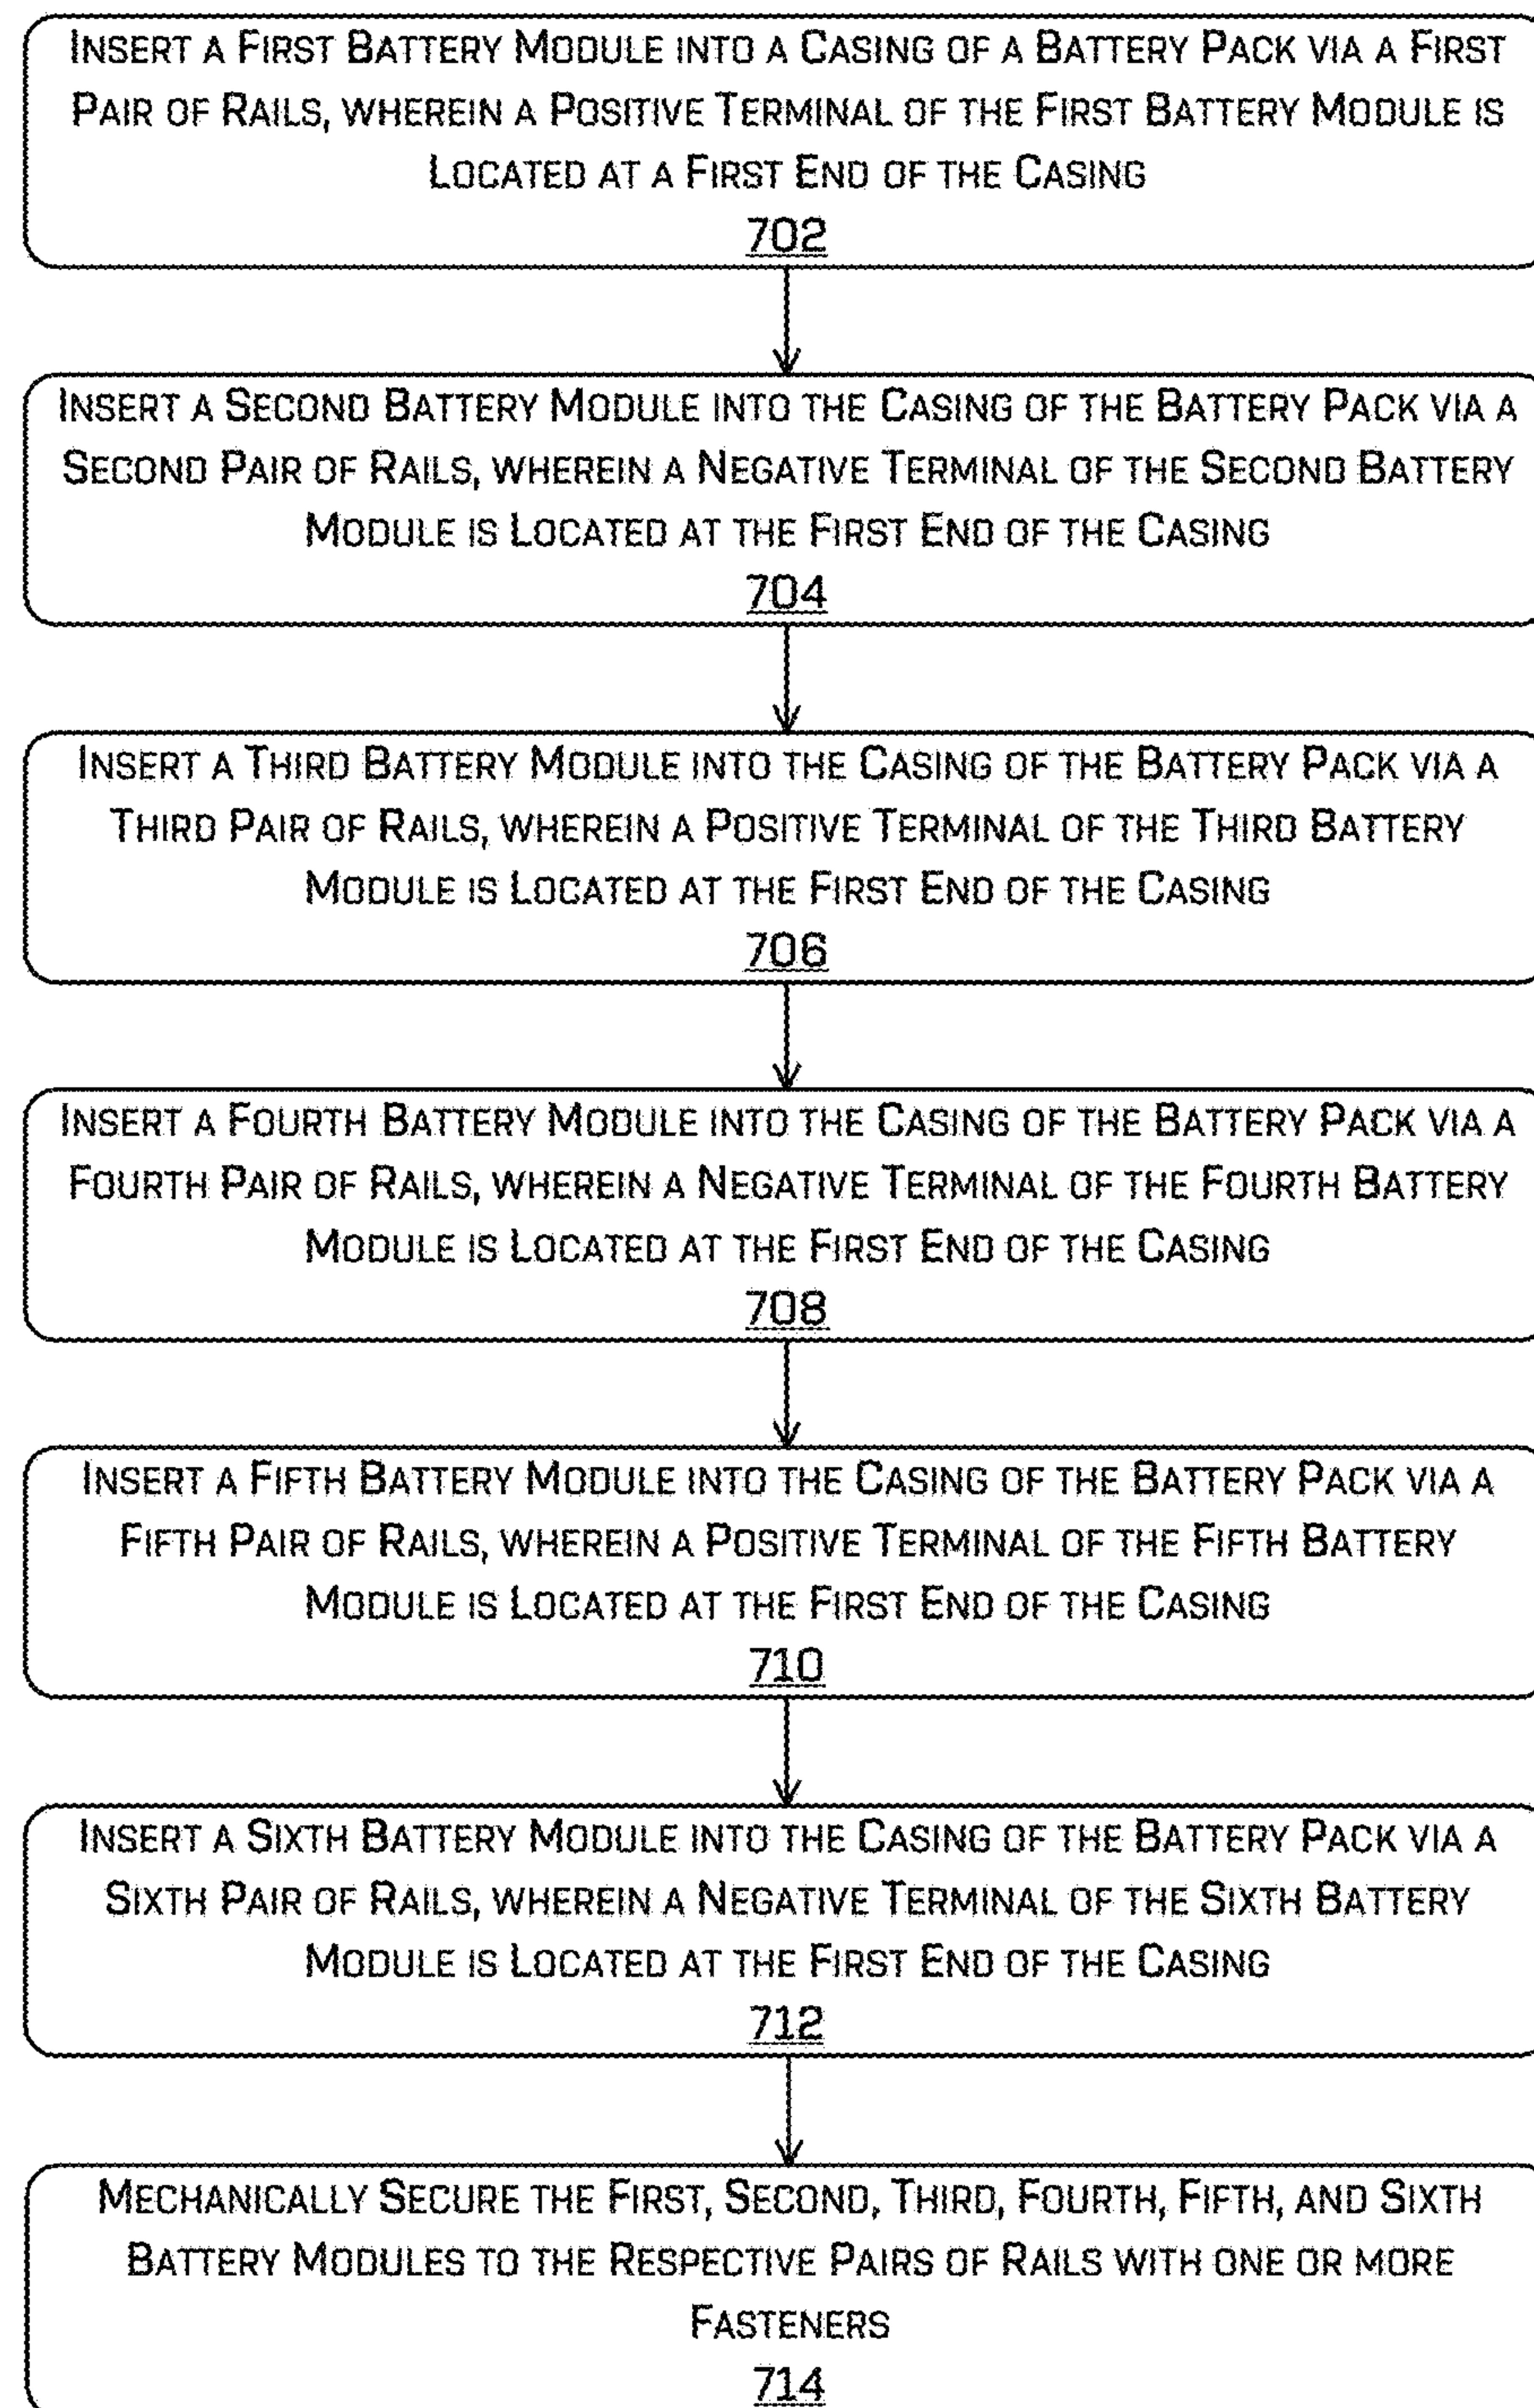 INSERT A FIRST BATTERY MODULE INTO A CASING OF A BATTERY PACK VIA A FIRST
PAIR OF RAILS, WHEREIN A POSITIVE TERMINAL OF THE FIRST BATTERY MODULE IS
LOCATED AT A FIRST END OF THE CASING
702
INSERT A SECOND BATTERY MODULE INTO THE CASING OF THE BATTERY PACK VIA A
SECOND PAIR OF RAILS, WHEREIN A NEGATIVE TERMINAL OF THE SECOND BATTERY
MODULE IS LOCATED AT THE FIRST END OF THE CASING
704
INSERT A THIRD BATTERY MODULE INTO THE CASING OF THE BATTERY PACK VIA A
THIRD PAIR OF RAILS, WHEREIN A POSITIVE TERMINAL OF THE THIRD BATTERY
MODULE IS LOCATED AT THE FIRST END OF THE CASING
706
INSERT A FOURTH BATTERY MODULE INTO THE CASING OF THE BATTERY PACK VIA A
FOURTH PAIR OF RAILS, WHEREIN A NEGATIVE TERMINAL OF THE FOURTH BATTERY
MODULE IS LOCATED AT THE FIRST END OF THE CASING
708
INSERT A FIFTH BATTERY MODULE INTO THE CASING OF THE BATTERY PACK VIA A
FIFTH PAIR OF RAILS, WHEREIN A POSITIVE TERMINAL OF THE FIFTH BATTERY
MODULE IS LOCATED AT THE FIRST END OF THE CASING
710
INSERT A SIXTH BATTERY MODULE INTO THE CASING OF THE BATTERY PACK VIA A
SIXTH PAIR OF RAILS, WHEREIN A NEGATIVE TERMINAL OF THE SIXTH BATTERY
MODULE IS LOCATED AT THE FIRST END OF THE CASING
712
MECHANICALLY SECURE THE FIRST, SECOND, THIRD, FOURTH, FIFTH, AND SIXTH
BATTERY MODULES TO THE RESPECTIVE PAIRS OF RAILS WITH ONE OR MORE
FASTENERS
714